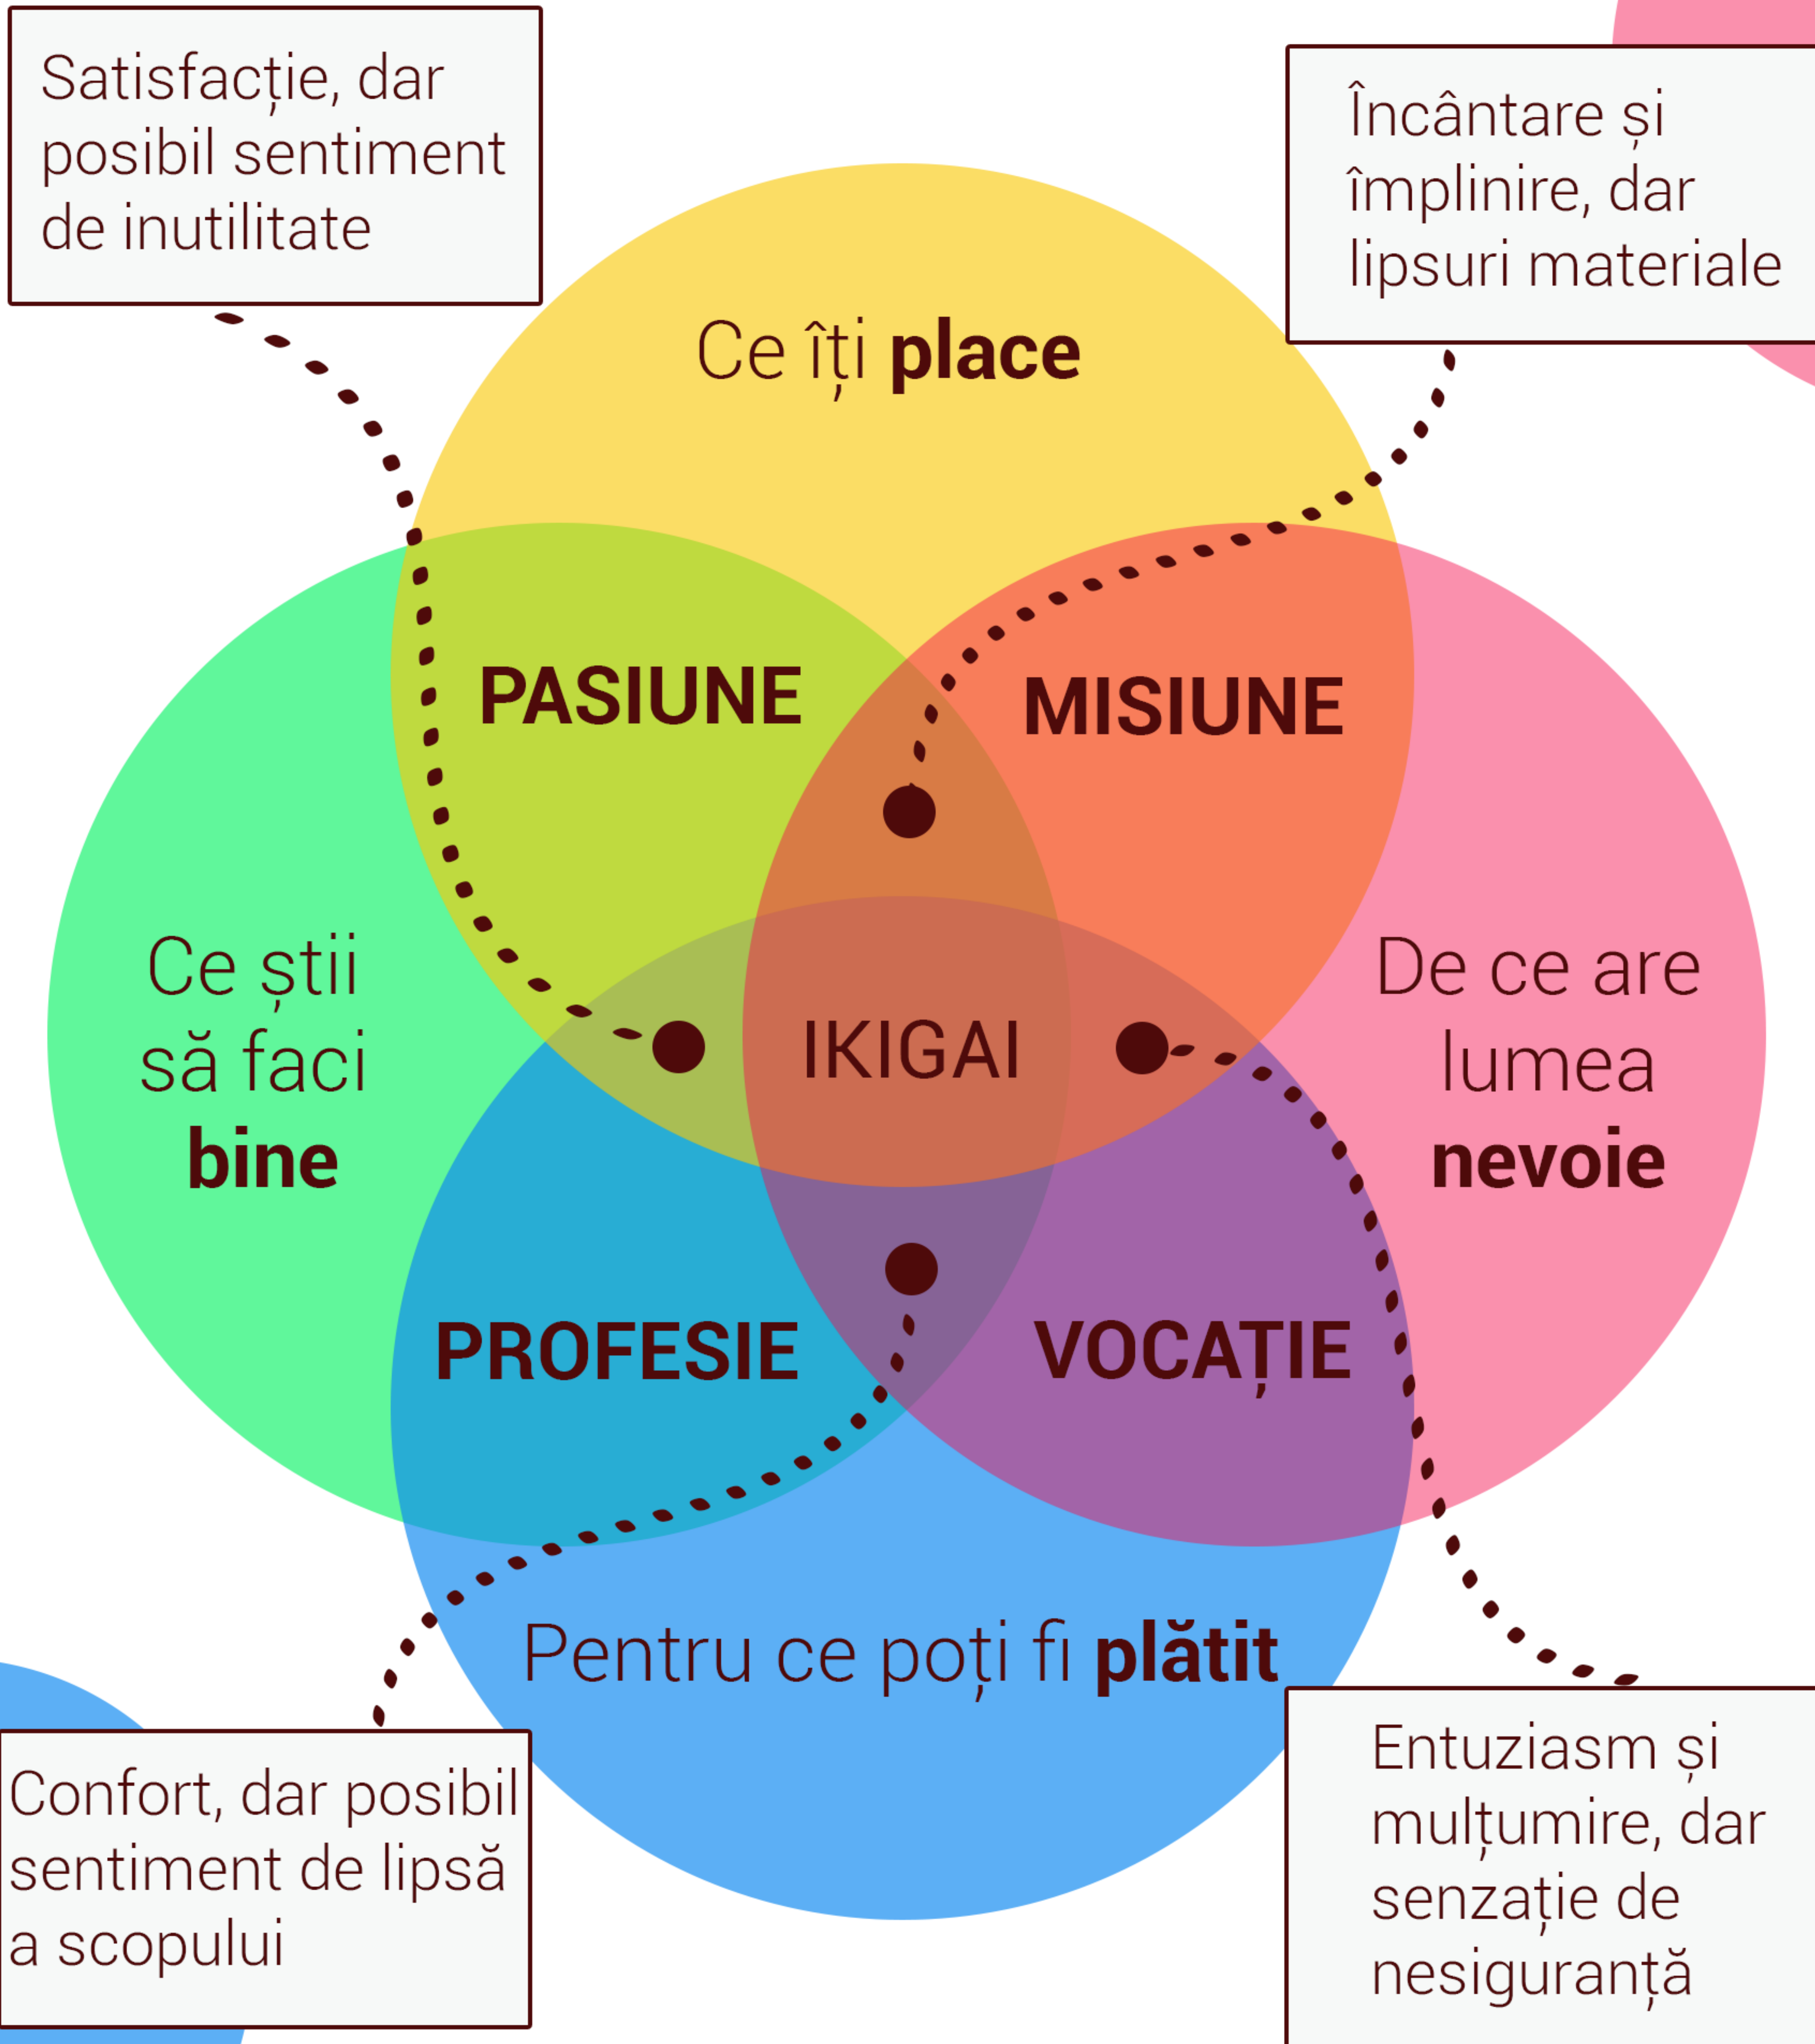 Satisfacție, dar
posibil sentiment
de inutilitate
Încântare și
împlinire, dar
lipsuri materiale
Ce îți place
PASIUNE
MISIUNE
Ce știi
să faci
bine
IKIGAI
De ce are
lumea
nevoie
PROFESIE
VOCAȚIE
Pentru ce poți fi plătit
Confort, dar posibil
sentiment de lipsă
a scopului
Entuziasm și
mulțumire, dar
senzație de
nesiguranță